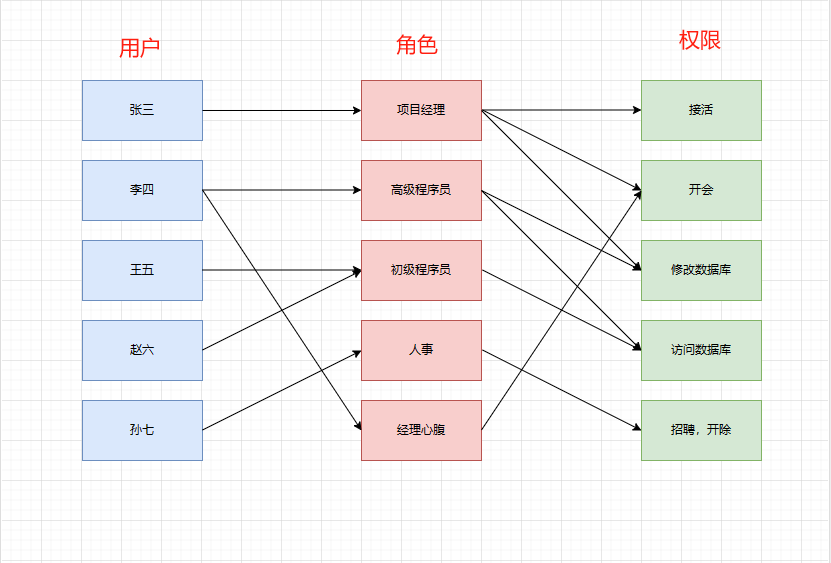 用户
角色
权限
张三
项目经理
接活
李四
高级程序员
开会
王五
初级程序员
修改数据库
赵六
人事
访问数据库
孙七
经理心腹
招聘，开除